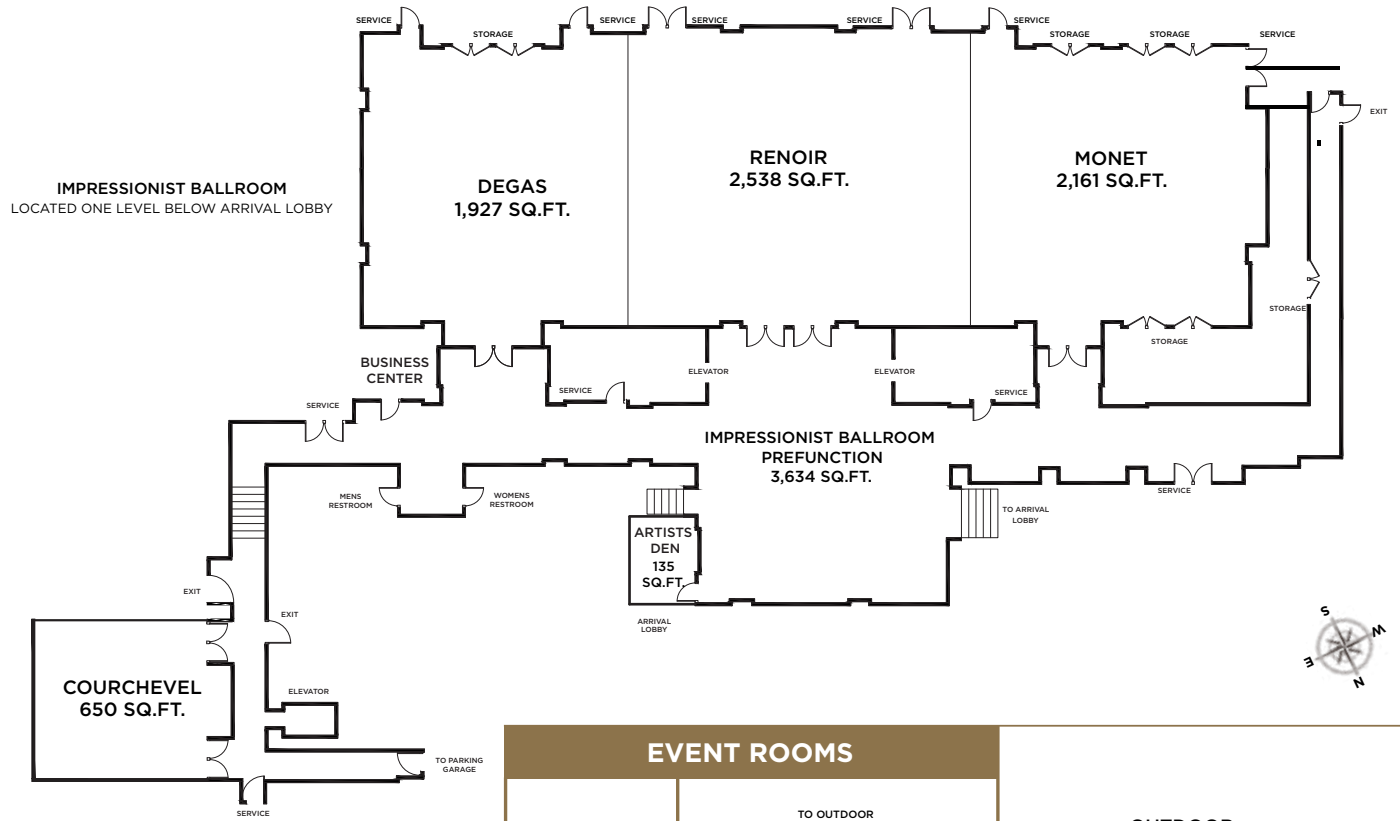 SERVICE
SERVICE
SERVICE
SERVICE
SERVICE
STORAGE
STORAGE
STORAGE
SERVICE
EXIT
IMPRESSIONIST BALLROOM
LOCATED ONE LEVEL BELOW ARRIVAL LOBBY
DEGAS
1,927 SQ.FT.
RENOIR
2,538 SQ.FT.
MONET
2,161 SQ.FT.
STORAGE
STORAGE
BUSINESS
CENTER
ELEVATOR
ELEVATOR
SERVICE
SERVICE
SERVICE
IMPRESSIONIST BALLROOM
PREFUNCTION
3,634 SQ.FT.
MENS
RESTROOM
WOMENS
RESTROOM
SERVICE
TO ARRIVAL
LOBBY
ARTISTS
DEN
135
SQ.FT.
ARRIVAL
LOBBY
EXIT
EXIT
S
W
E
N
COURCHEVEL
650 SQ.FT.
ELEVATOR
TO PARKING
GARAGE
SERVICE
EVENT ROOMS
TO OUTDOOR
OUTDOOR